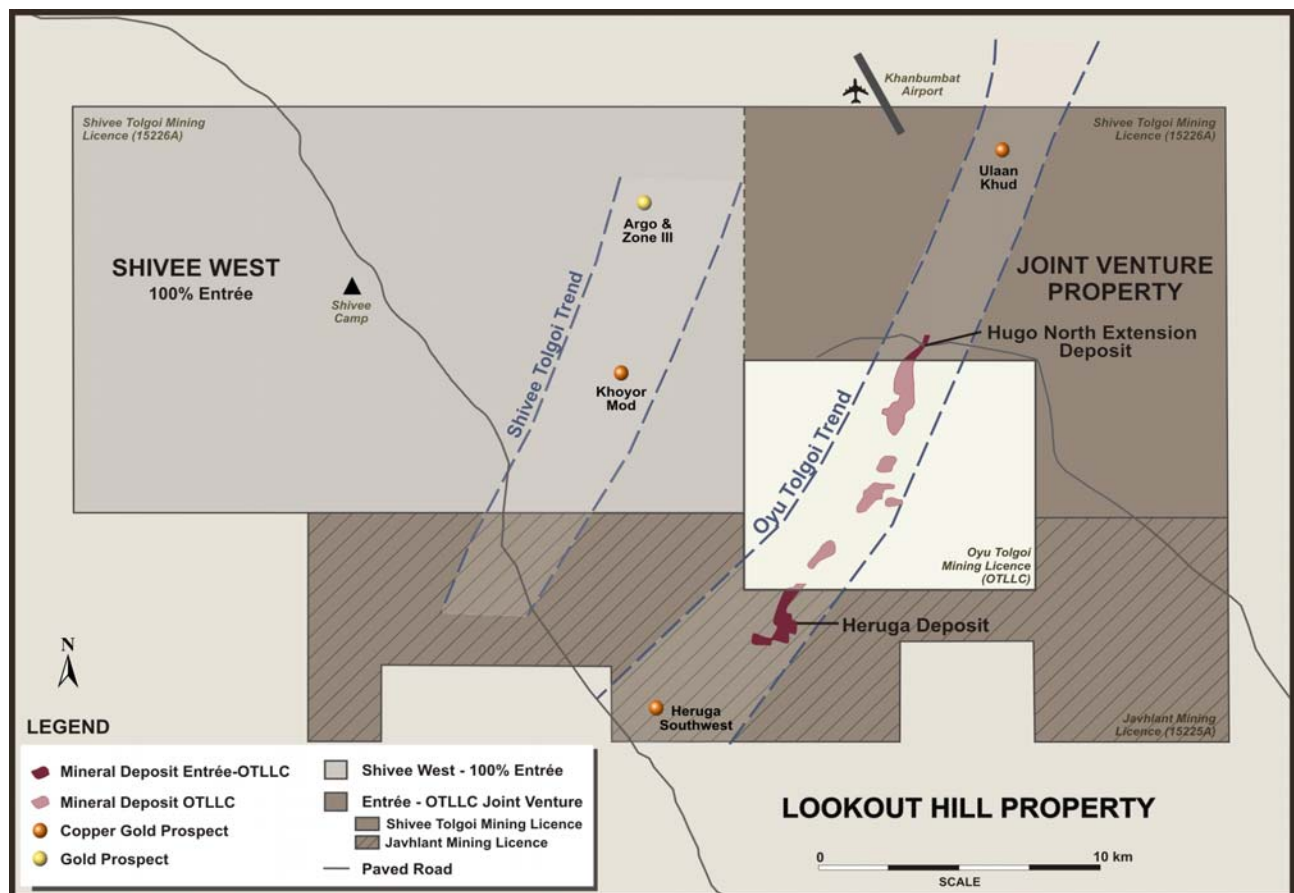 Khanbumbat
Airport
Shivee Tolgoi Mining
Licence (15226A)
Shivee Tolgoi Mining
Licence (15226A)
Ulaan
Khud
Argo &
Zone III
SHIVEE WEST
100% Entrée
JOINT VENTURE
PROPERTY
Shivee
Camp
Shivee Tolgoi Trend
Hugo North Extension
Deposit
Khoyor
Mod
Oyu Tolgoi Trend
Oyu Tolgoi
Mining Licence
(OTLLC)
Heruga Deposit
N
Heruga
Southwest
Javhlant Mining
Licence (15225A)
LEGEND
Mineral Deposit Entrée-OTLLC
Mineral Deposit OTLLC
Copper Gold Prospect
Gold Prospect
Shivee West - 100% Entrée
Entrée - OTLLC Joint Venture
Shivee Tolgoi Mining Licence
Javhlant Mining Licence
Paved Road
LOOKOUT HILL PROPERTY
0 10 km
SCALE